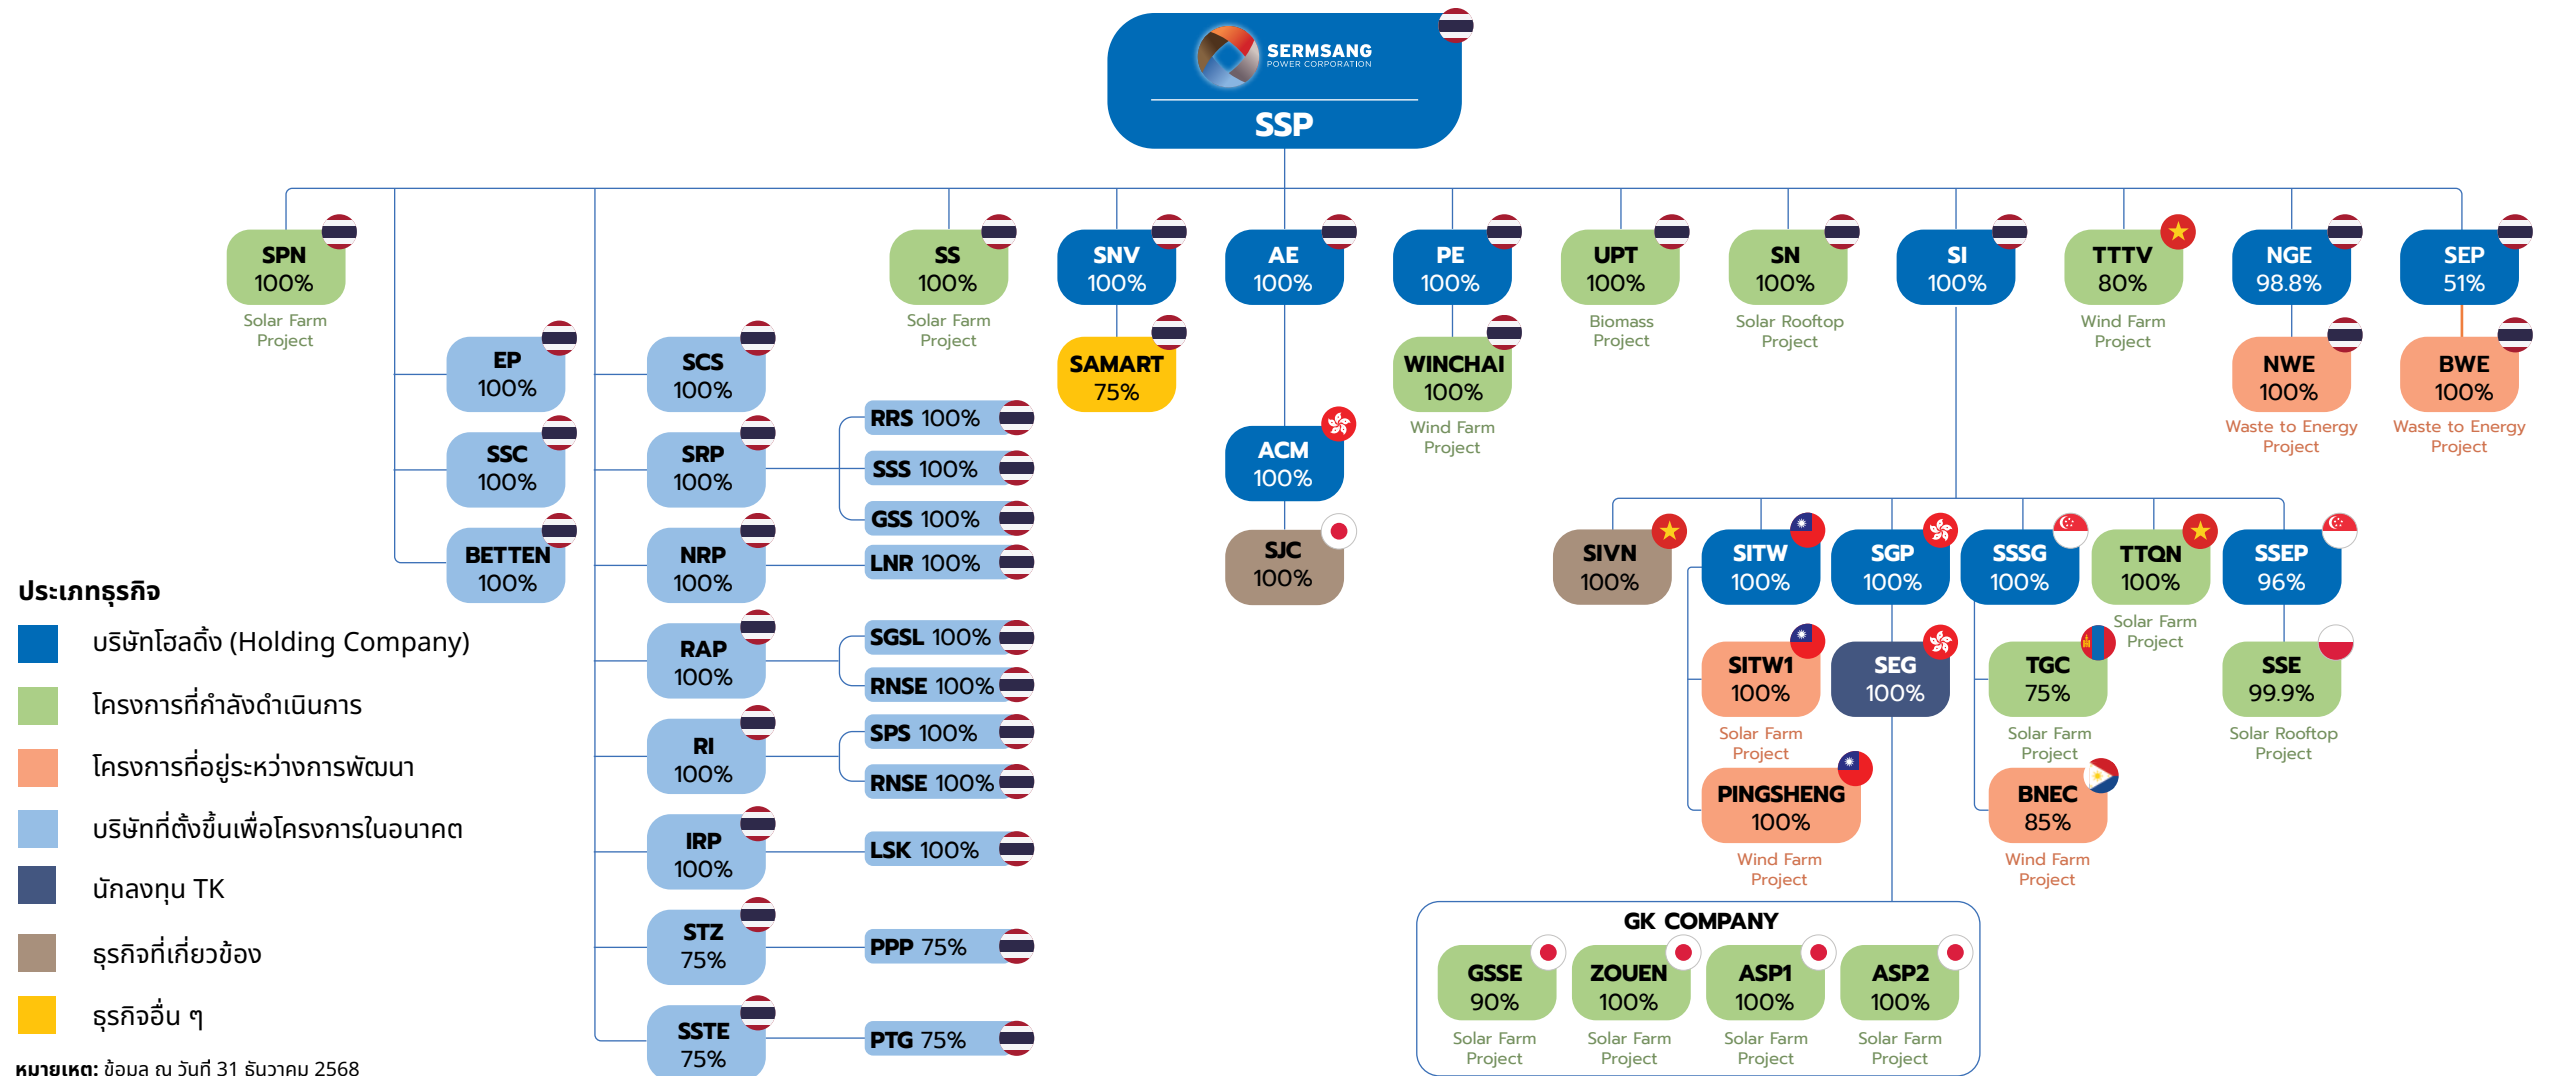 SERMSANG
POWER CORPORATION
SSP
SPN
100%
Solar Farm
Project
EP
100%
SSC
100%
BETTEN
100%
SCS
100%
SRP
100%
NRP
100%
RAP
100%
RI
100%
IRP
100%
STZ
75%
SSTE
75%
RRS 100%
SSS 100%
GSS 100%
LNR 100%
SGSL 100%
RNSE 100%
SPS 100%
RNSE 100%
LSK 100%
PPP 75%
PTG 75%
SS
100%
Solar Farm
Project
SNV
100%
SAMART
75%
AE
100%
ACM
100%
SJC
100%
PE
100%
WINCHAI
100%
Wind Farm
Project
UPT
100%
Biomass
Project
SN
100%
Solar Rooftop
Project
SI
100%
SIVN
100%
SITW
100%
SITW1
100%
Solar Farm
Project
PINGSHENG
100%
Wind Farm
Project
SGP
100%
SEG
100%
GK COMPANY
GSSE
90%
Solar Farm
Project
ZOUEN
100%
Solar Farm
Project
ASP1
100%
Solar Farm
Project
ASP2
100%
Solar Farm
Project
SSSG
100%
TGC
75%
Solar Farm
Project
BNEC
85%
Wind Farm
Project
TTQN
100%
Solar Farm
Project
SSEP
96%
SSE
99.9%
Solar Rooftop
Project
TTTV
80%
Wind Farm
Project
NGE
98.8%
NWE
100%
Waste to Energy
Project
SEP
51%
BWE
100%
Waste to Energy
Project
ประเภทธุรกิจ
บริษัทโฮลดิ้ง (Holding Company)
โครงการที่กำลังดำเนินการ
โครงการที่อยู่ระหว่างการพัฒนา
บริษัทที่ตั้งขึ้นเพื่อโครงการในอนาคต
นักลงทุน TK
ธุรกิจที่เกี่ยวข้อง
ธุรกิจอื่น ๆ
หมายเหตุ: ข้อมูล ณ วันที่ 31 ธันวาคม 2568